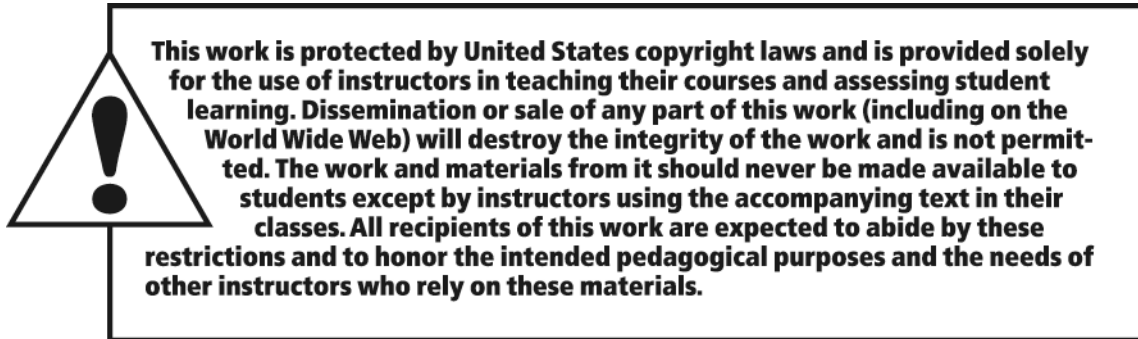 This work is protected by United States copyright laws and is provided solely
for the use of instructors in teaching their courses and assessing student
learning. Dissemination or sale of any part of this work (including on the
World Wide Web) will destroy the integrity of the work and is not permit-
ted. The work and materials from it should never be made available to
students except by instructors using the accompanying text in their
classes. All recipients of this work are expected to abide by these
restrictions and to honor the intended pedagogical purposes and the needs of
other instructors who rely on these materials.